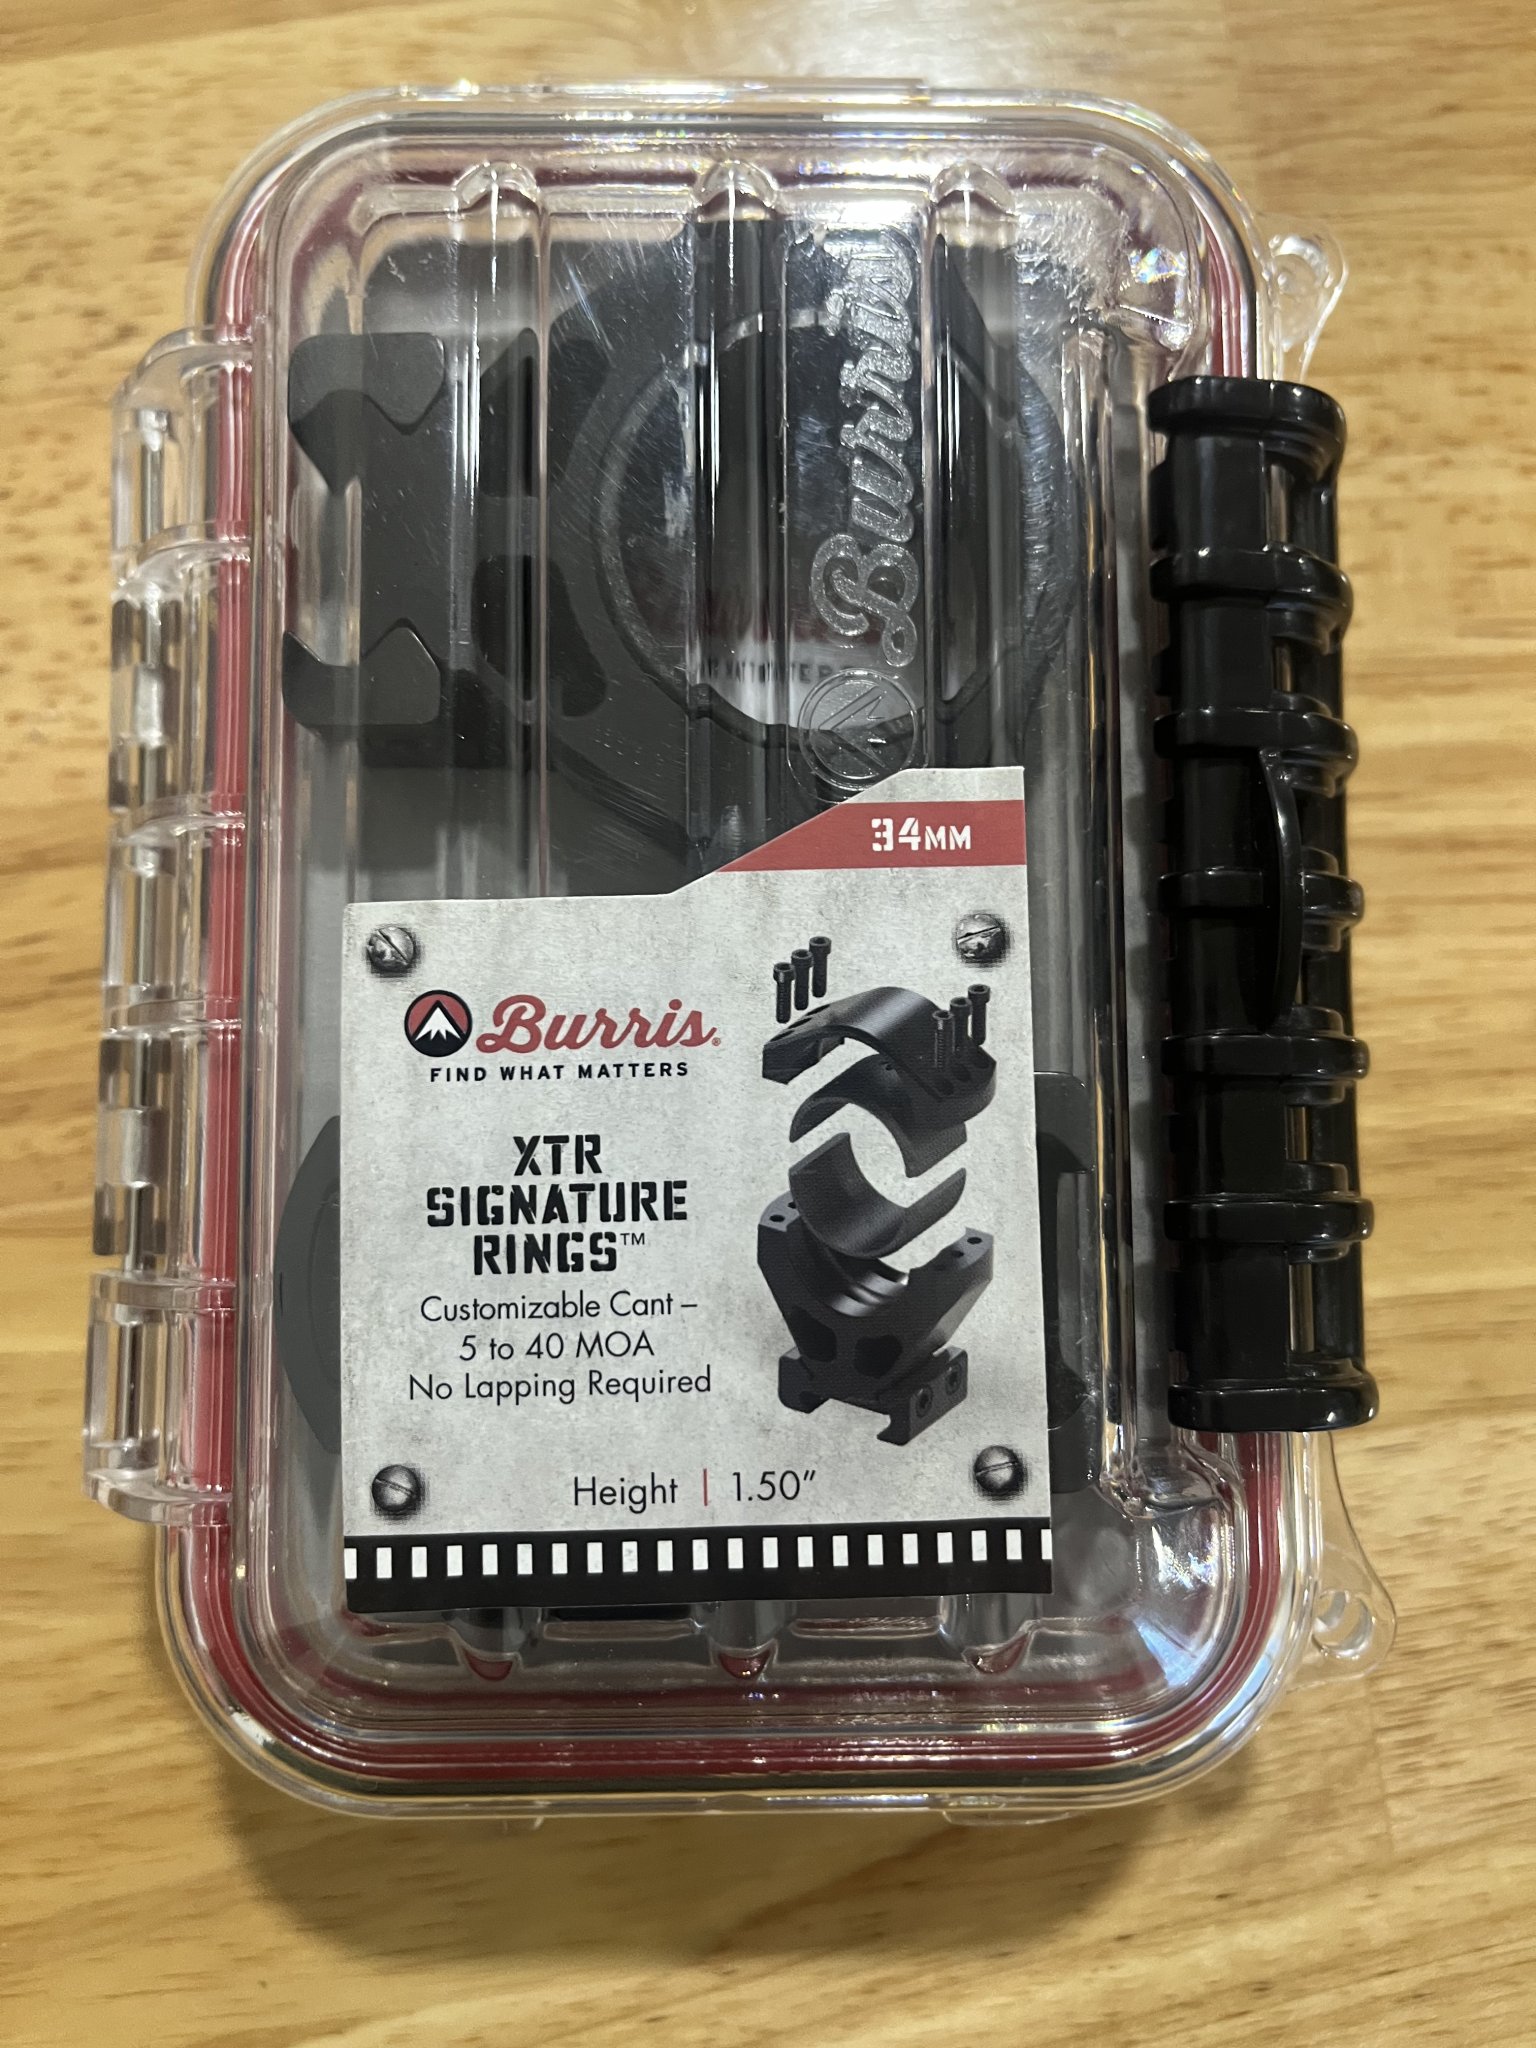 Burris
34MM
Burris®
FIND WHAT MATTERS
XTR
SIGNATURE
RINGS™
Customizable Cant –
5 to 40 MOA
No Lapping Required
Height | 1.50"